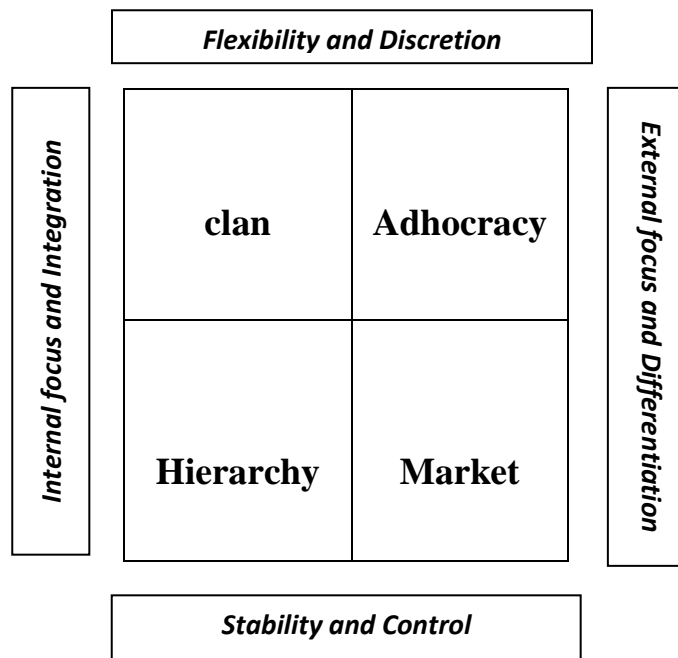 Flexibility and Discretion
Internal focus and Integration
clan
Adhocracy
External focus and Differentiation
Hierarchy
Market
Stability and Control